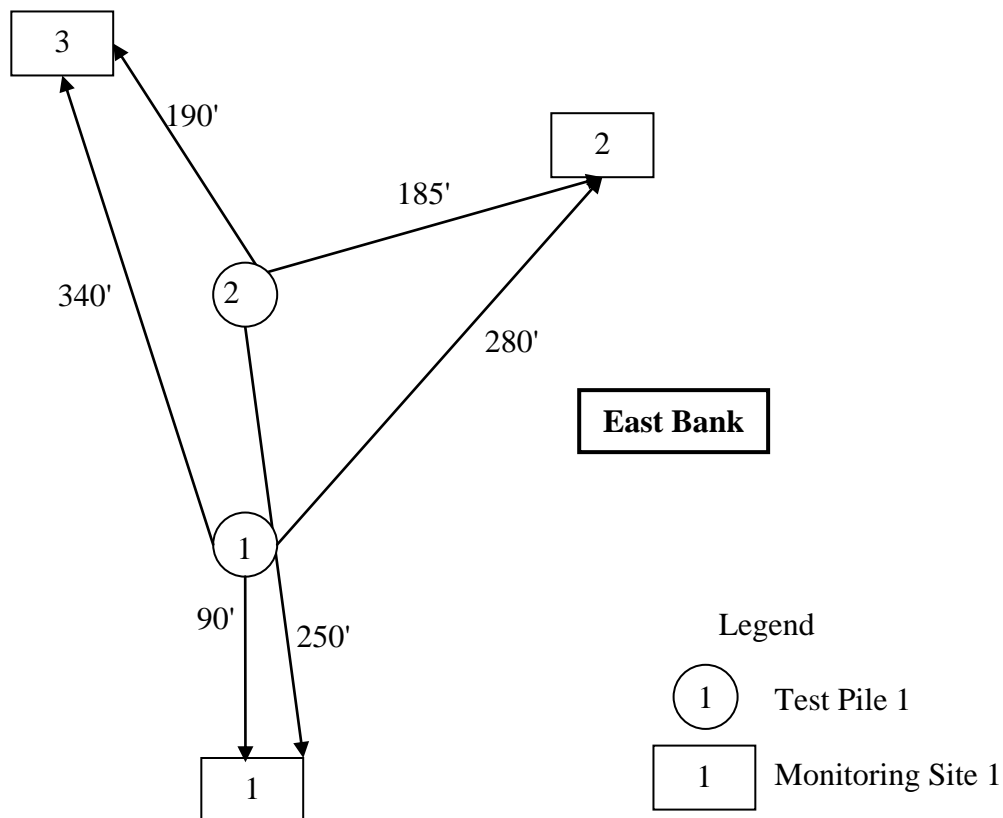 3
190'
2
185'
2
340'
280'
East Bank
1
90'
250'
Legend
1 Test Pile 1
1
1 Monitoring Site 1